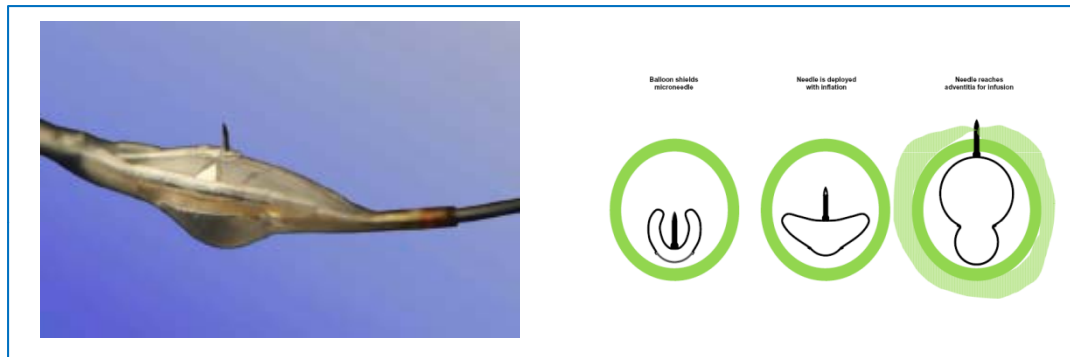 Balloon shields
microneedle
Needle is deployed
with inflation
Needle reaches
adventitia for infusion